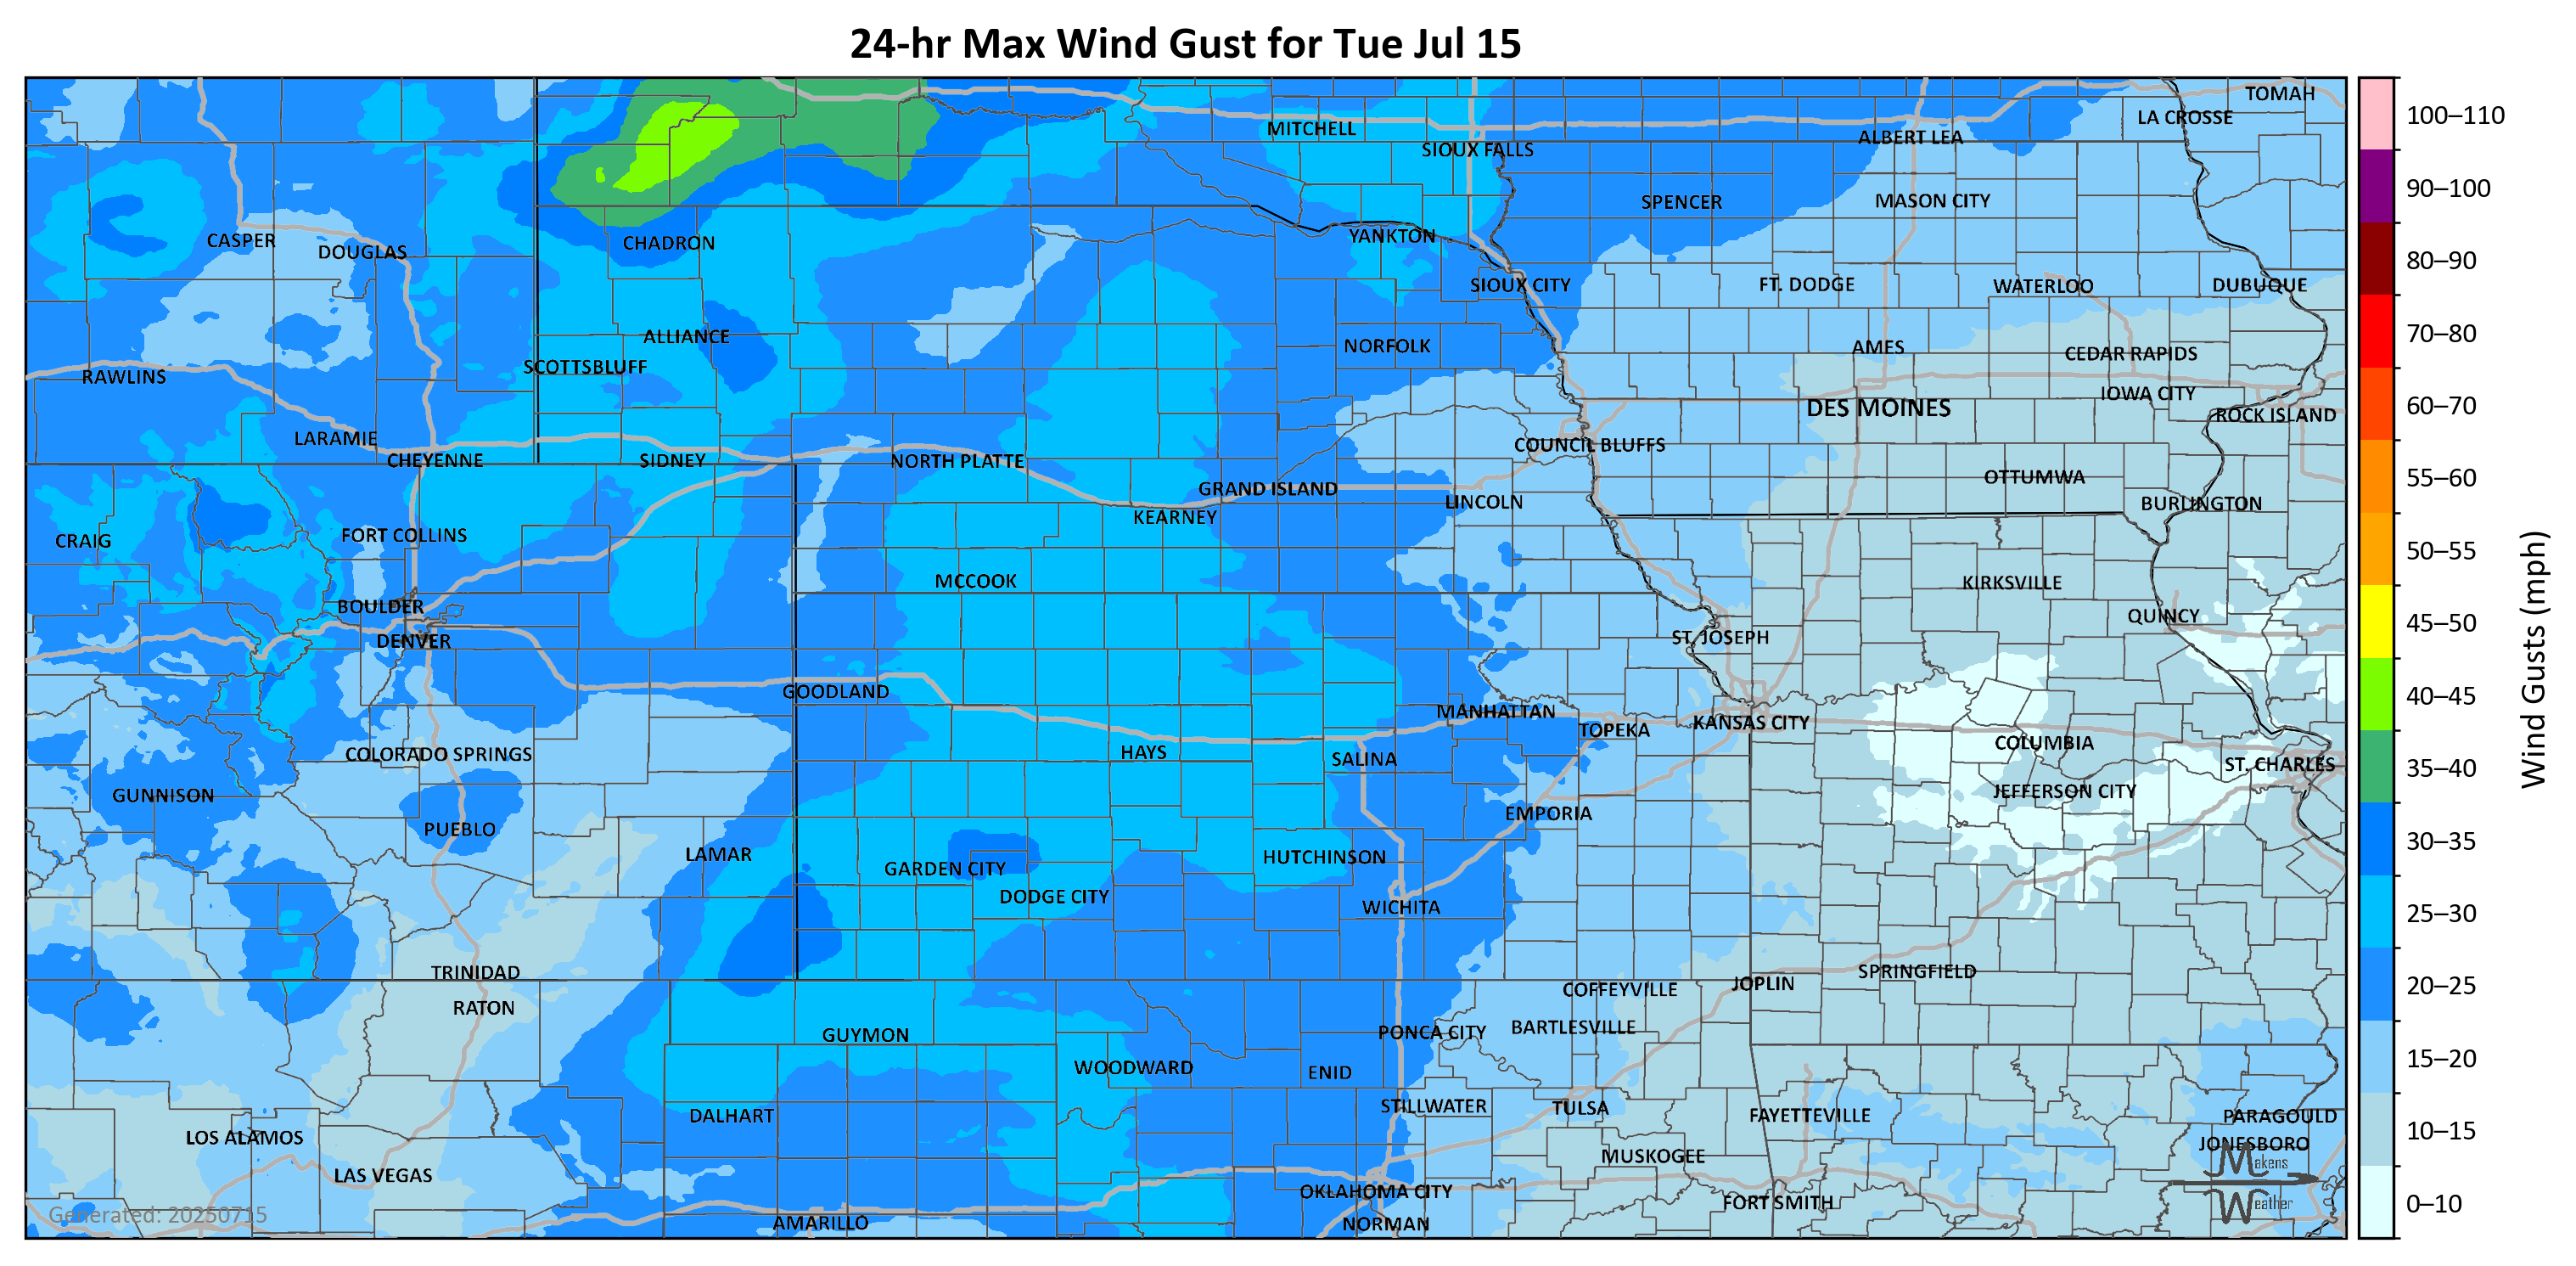 24-hr Max Wind Gust for Tue Jul 15
TOMAH
LA CROSSE
MITCHELL
ALBERT LEA
SIOUX FALLS
SPENCER
MASON CITY
CASPER
DOUGLAS
CHADRON
YANKTON
SIOUX CITY
FT. DODGE
WATERLOO
DUBUQUE
ALLIANCE
NORFOLK
AMES
CEDAR RAPIDS
SCOTTSBLUFF
RAWLINS
IOWA CITY
DES MOINES
ROCK ISLAND
LARAMIE
COUNCIL BLUFFS
CHEYENNE
SIDNEY
NORTH PLATTE
OTTUMWA
GRAND ISLAND
LINCOLN
BURLINGTON
KEARNEY
FORT COLLINS
CRAIG
MCCOOK
KIRKSVILLE
BOULDER
QUINCY
DENVER
ST. JOSEPH
GOODLAND
MANHATTAN
TOPEKA
KANSAS CITY
COLORADO SPRINGS
HAYS
SALINA
COLUMBIA
ST. CHARLES
GUNNISON
JEFFERSON CITY
EMPORIA
PUEBLO
LAMAR
GARDEN CITY
HUTCHINSON
DODGE CITY
WICHITA
TRINIDAD
SPRINGFIELD
JOPLIN
COFFEYVILLE
RATON
GUYMON
PONCA CITY
BARTLESVILLE
WOODWARD
ENID
DALHART
STILLWATER
TULSA
FAYETTEVILLE
PARAGOULD
LOS ALAMOS
JONESBORO
MUSKOGEE
LAS VEGAS
OKLAHOMA CITY
FORT SMITH
AMARILLO
NORMAN
Generated: 20250715
Makens
Weather
100–110
90–100
80–90
70–80
60–70
55–60
50–55
45–50
40–45
35–40
30–35
25–30
20–25
15–20
10–15
0–10
Wind Gusts (mph)